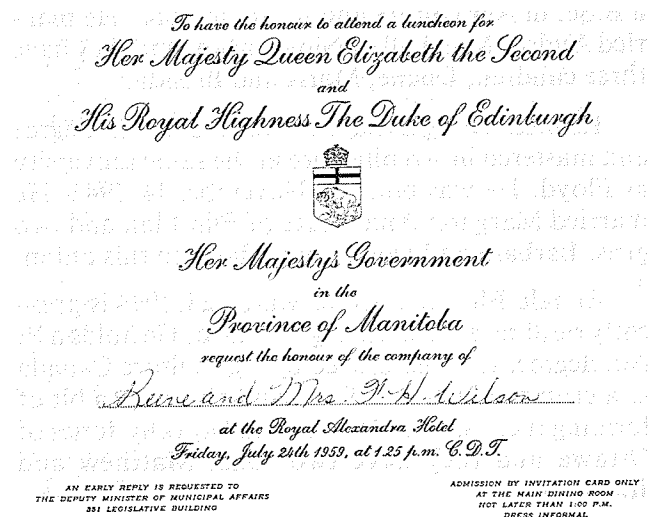 To have the honour to attend a luncheon for
Her Majesty Queen Elizabeth the Second
and
His Royal Highness The Duke of Edinburgh
Her Majesty's Government
in the
Province of Manitoba
request the honour of the company of
Reeve and Mrs F. H. Wilson
at the Royal Alexandra Hotel
Friday, July 24th 1959, at 1.25 p.m. C.D.T.
AN EARLY REPLY IS REQUESTED TO
THE DEPUTY MINISTER OF MUNICIPAL AFFAIRS
351 LEGISLATIVE BUILDING
ADMISSION BY INVITATION CARD ONLY
AT THE MAIN DINING ROOM
NOT LATER THAN 1:00 P.M.
DRESS INFORMAL